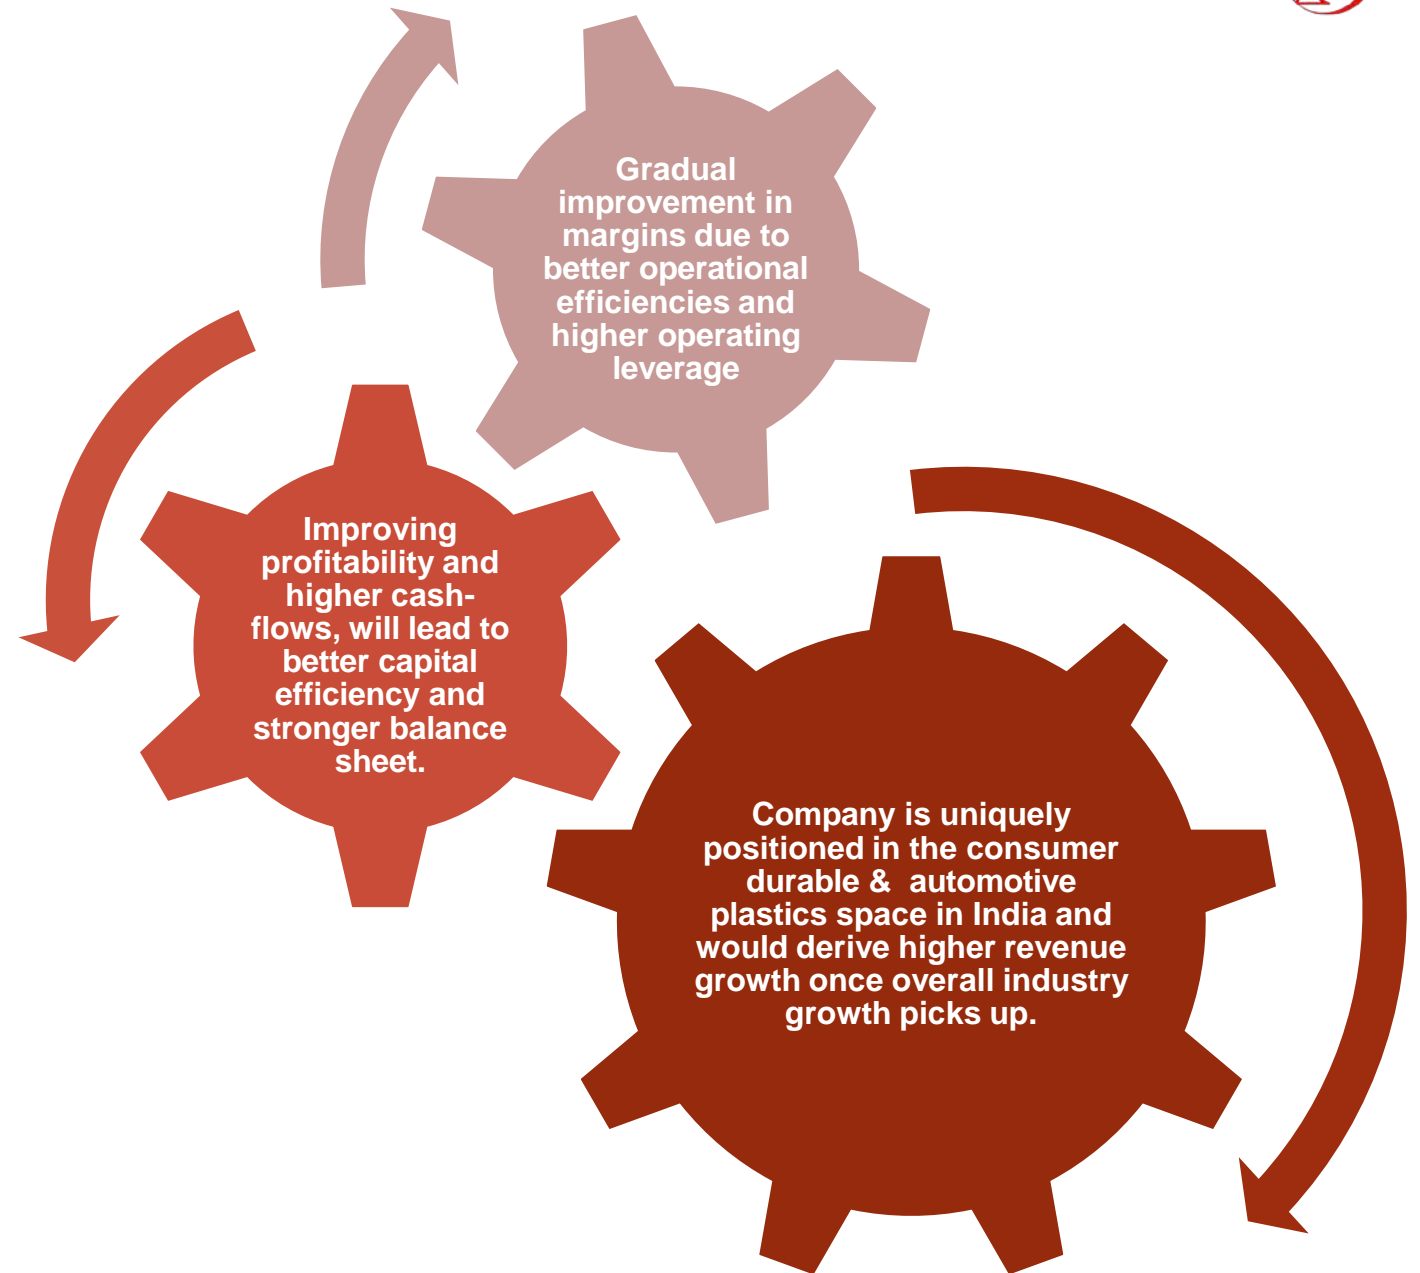 Gradual
improvement in
margins due to
better operational
efficiencies and
higher operating
leverage
Improving
profitability and
higher cash-
flows, will lead to
better capital
efficiency and
stronger balance
sheet.
Company is uniquely
positioned in the consumer
durable &  automotive
plastics space in India and
would derive higher revenue
growth once overall industry
growth picks up.